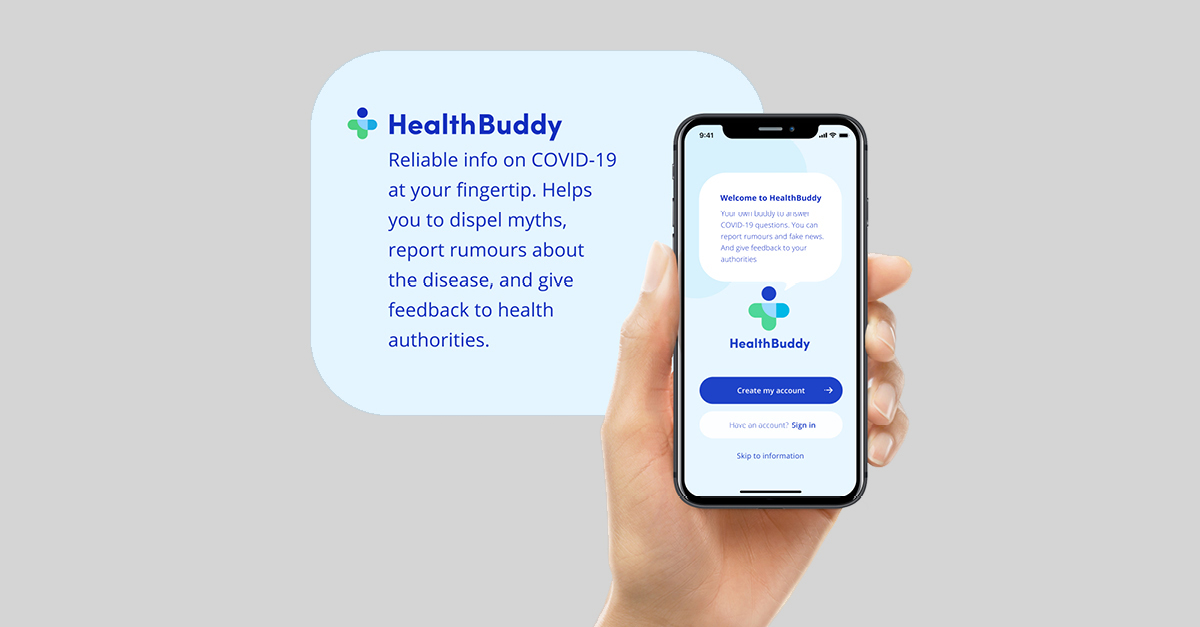 HealthBuddy
Reliable info on COVID-19
at your fingertip. Helps
you to dispel myths,
report rumours about
the disease, and give
feedback to health
authorities.
9:41
Welcome to HealthBuddy
Your own buddy to answer
COVID-19 questions. You can
report rumours and fake news.
And give feedback to your
authorities
HealthBuddy
Create my account →
Have an account? Sign in
Skip to information